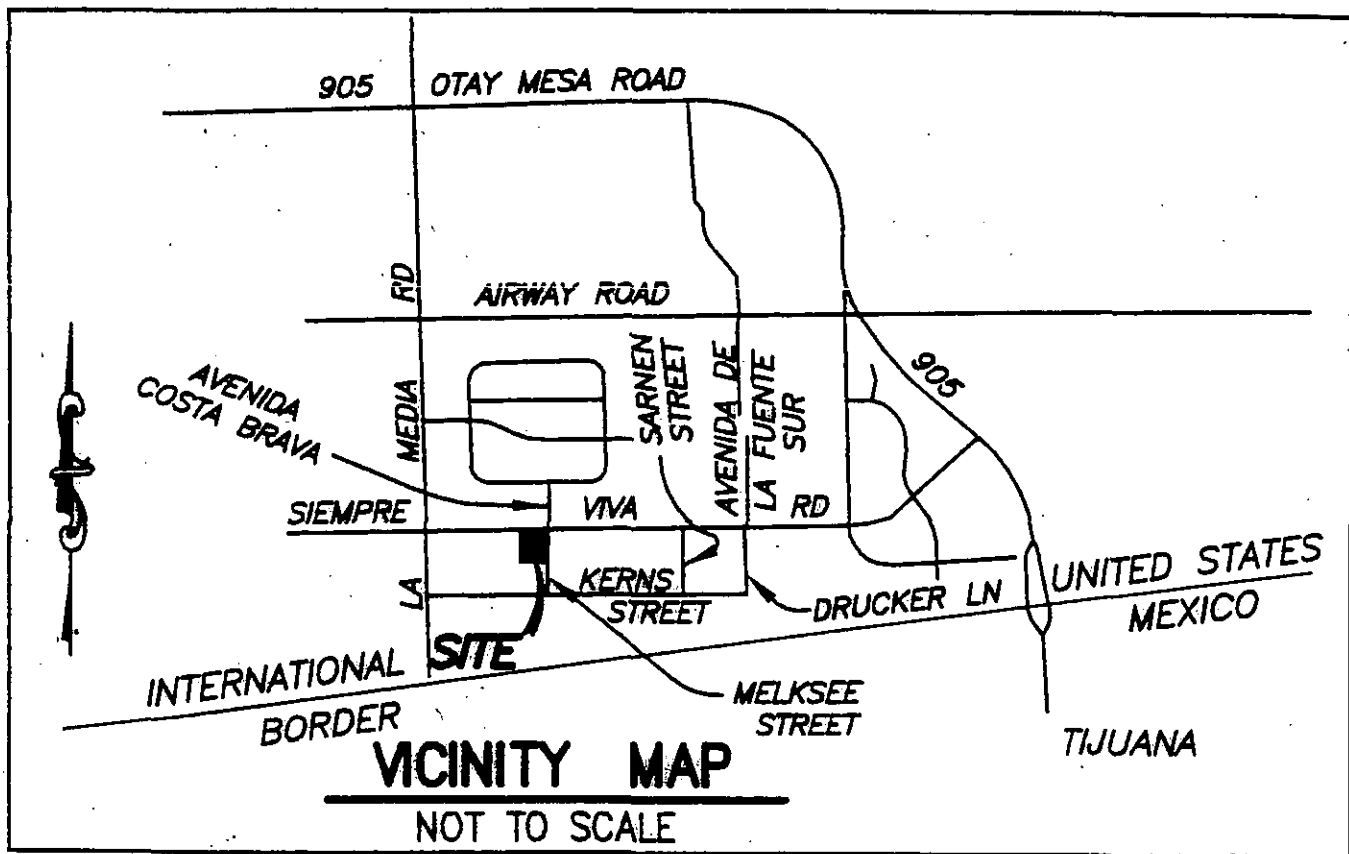 905 OTAY MESA ROAD
AIRWAY ROAD
LA MEDIA RD
AVENIDA
COSTA BRAVA
SARNEN
STREET
AVENIDA DE
LA FUENTE
SUR
905
SIEMPRE VIVA RD
KERNS
STREET
DRUCKER LN
UNITED STATES
MEXICO
SITE
INTERNATIONAL
BORDER
MELKSEE
STREET
TIJUANA
VICINITY MAP
NOT TO SCALE